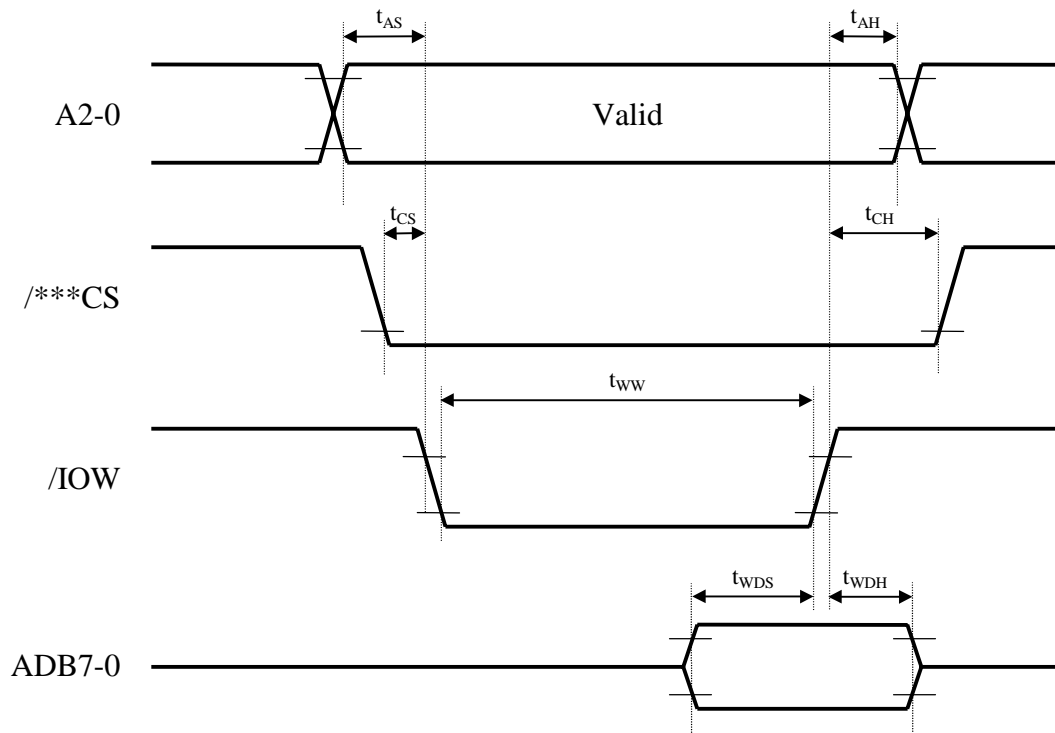 tAS
tAH
A2-0
Valid
tCS
tCH
/***CS
tWW
/IOW
tWDS
tWDH
ADB7-0